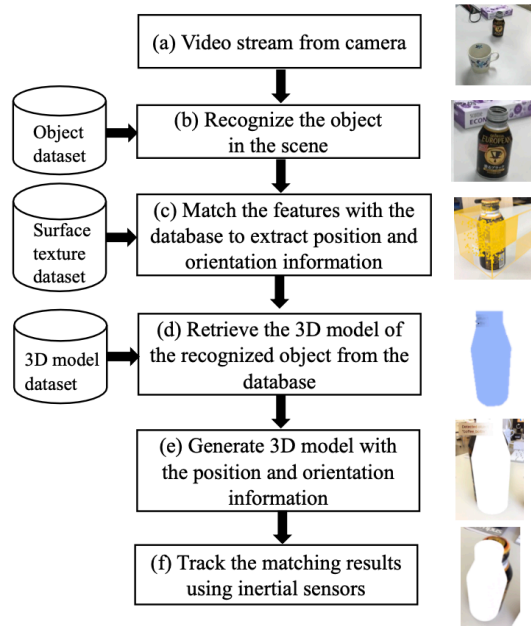 (a) Video stream from camera
Object
dataset
(b) Recognize the object
in the scene
ECON
EUROPEAN
Surface
texture
dataset
(c) Match the features with the
database to extract position and
orientation information
3D model
dataset
(d) Retrieve the 3D model of
the recognized object from the
database
(e) Generate 3D model with
the position and orientation
information
(f) Track the matching results
using inertial sensors